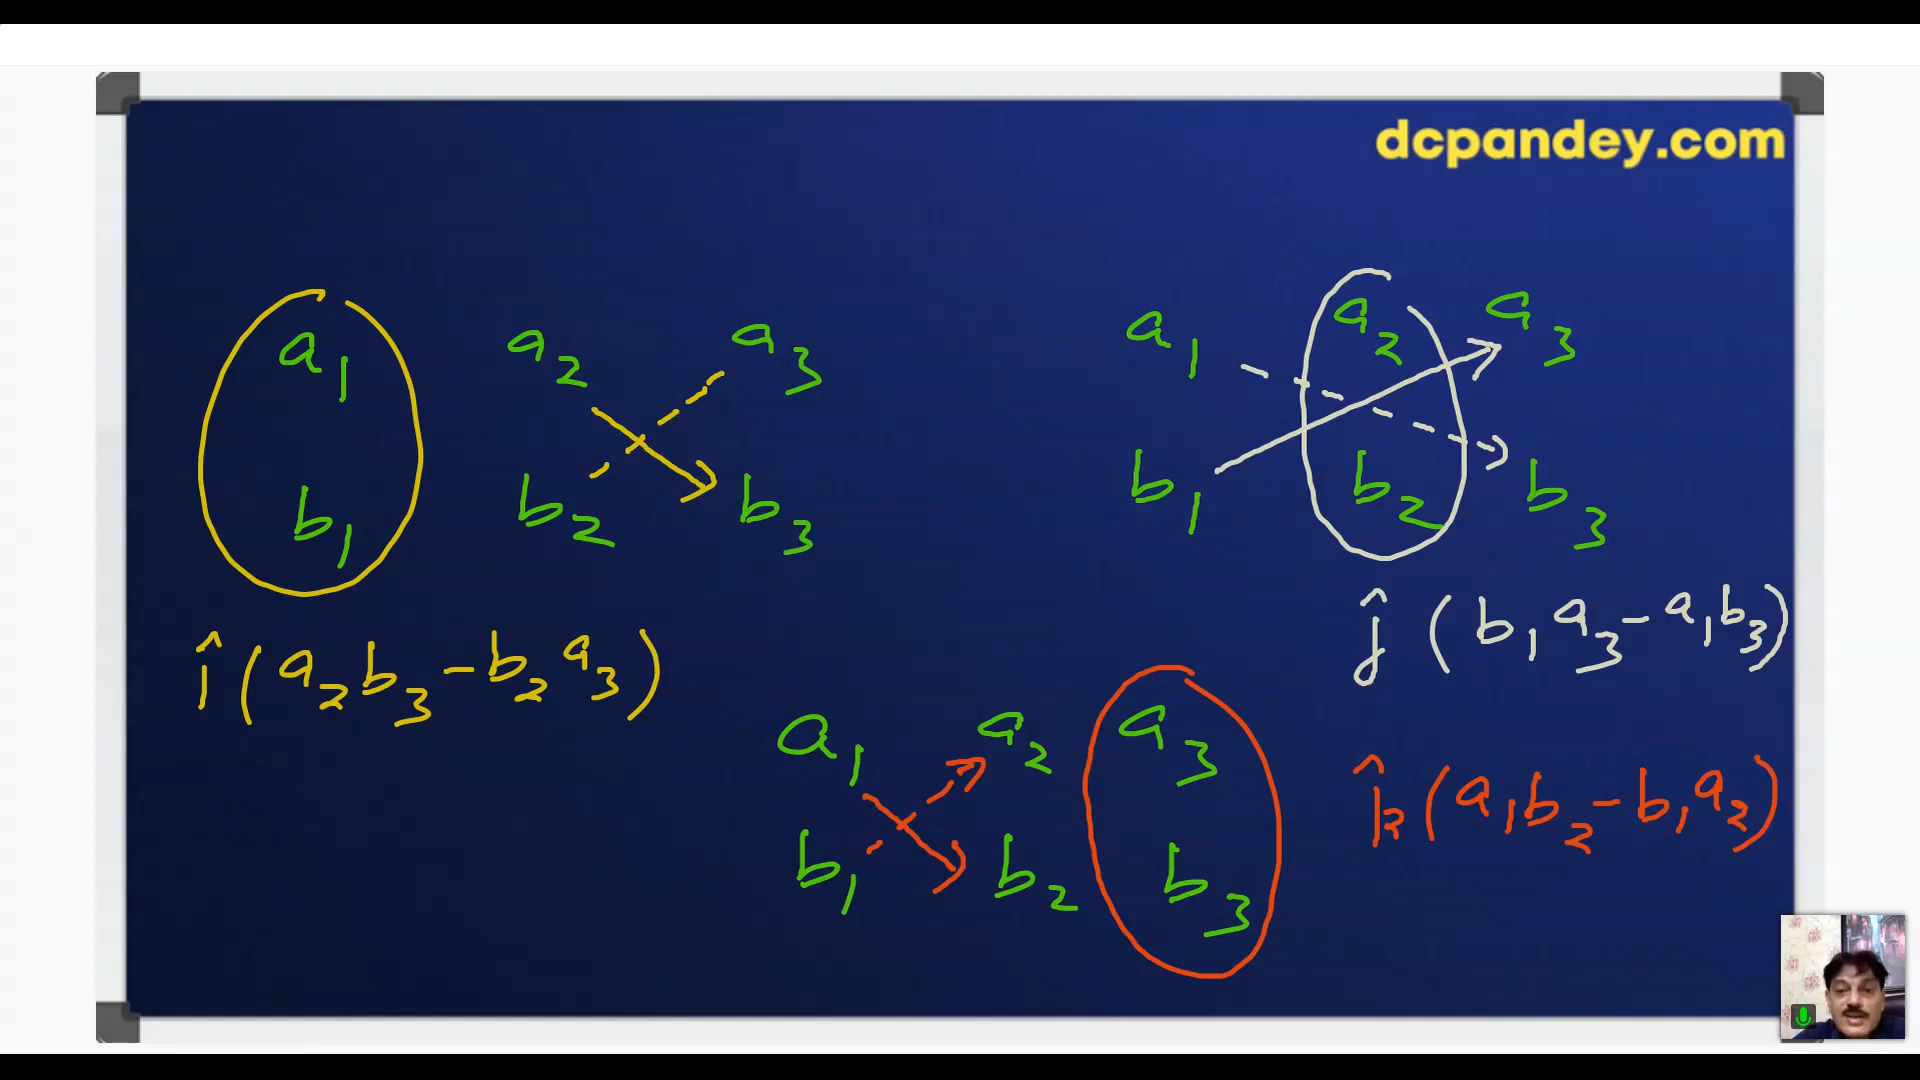 dcpandey.com
a₁ a₂ a₃
b₁ b₂ b₃
î (a₂b₃ - b₂a₃)
a₁ a₂ a₃
b₁ b₂ b₃
ĵ (b₁a₃ - a₁b₃)
a₁ a₂ a₃
b₁ b₂ b₃
k̂ (a₁b₂ - b₁a₂)